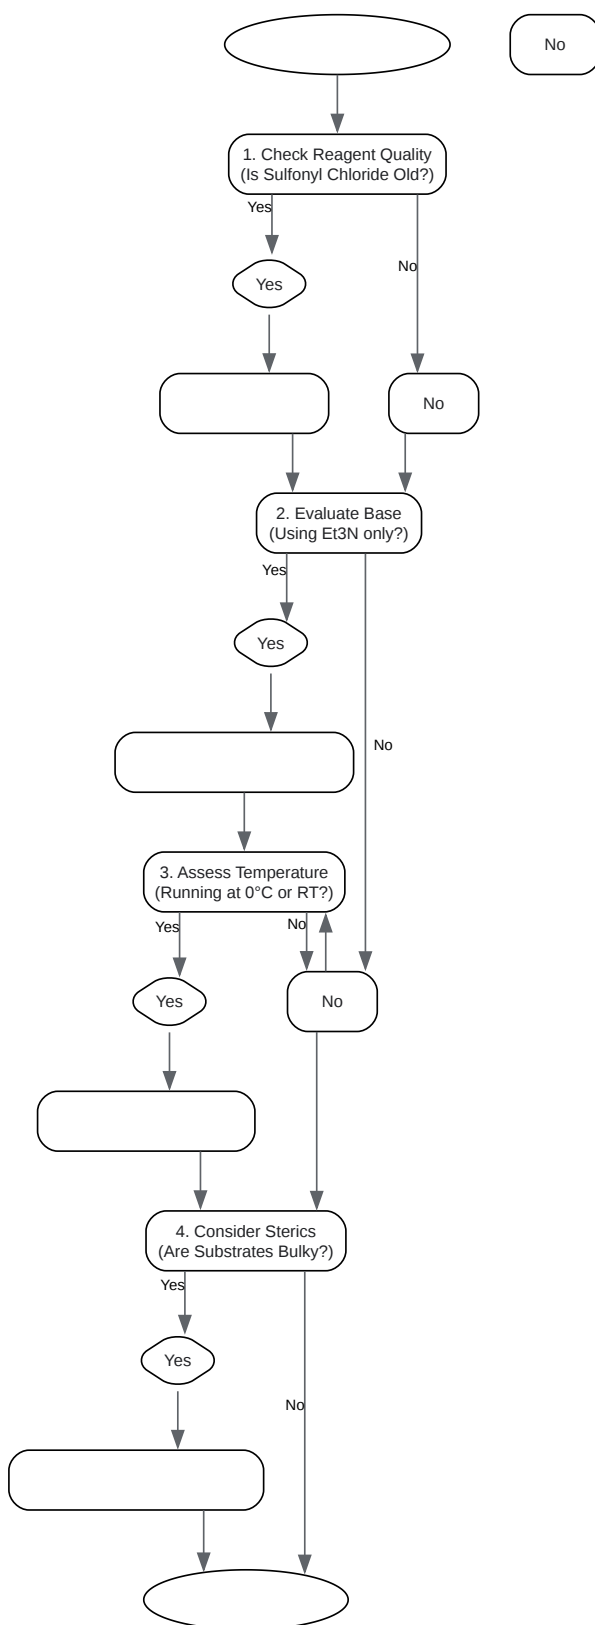 No
1. Check Reagent Quality
(Is Sulfonyl Chloride Old?)
Yes
No
Yes
No
2. Evaluate Base
(Using Et3N only?)
Yes
Yes
No
3. Assess Temperature
(Running at 0°C or RT?)
Yes
No
Yes
No
4. Consider Sterics
(Are Substrates Bulky?)
Yes
Yes
No